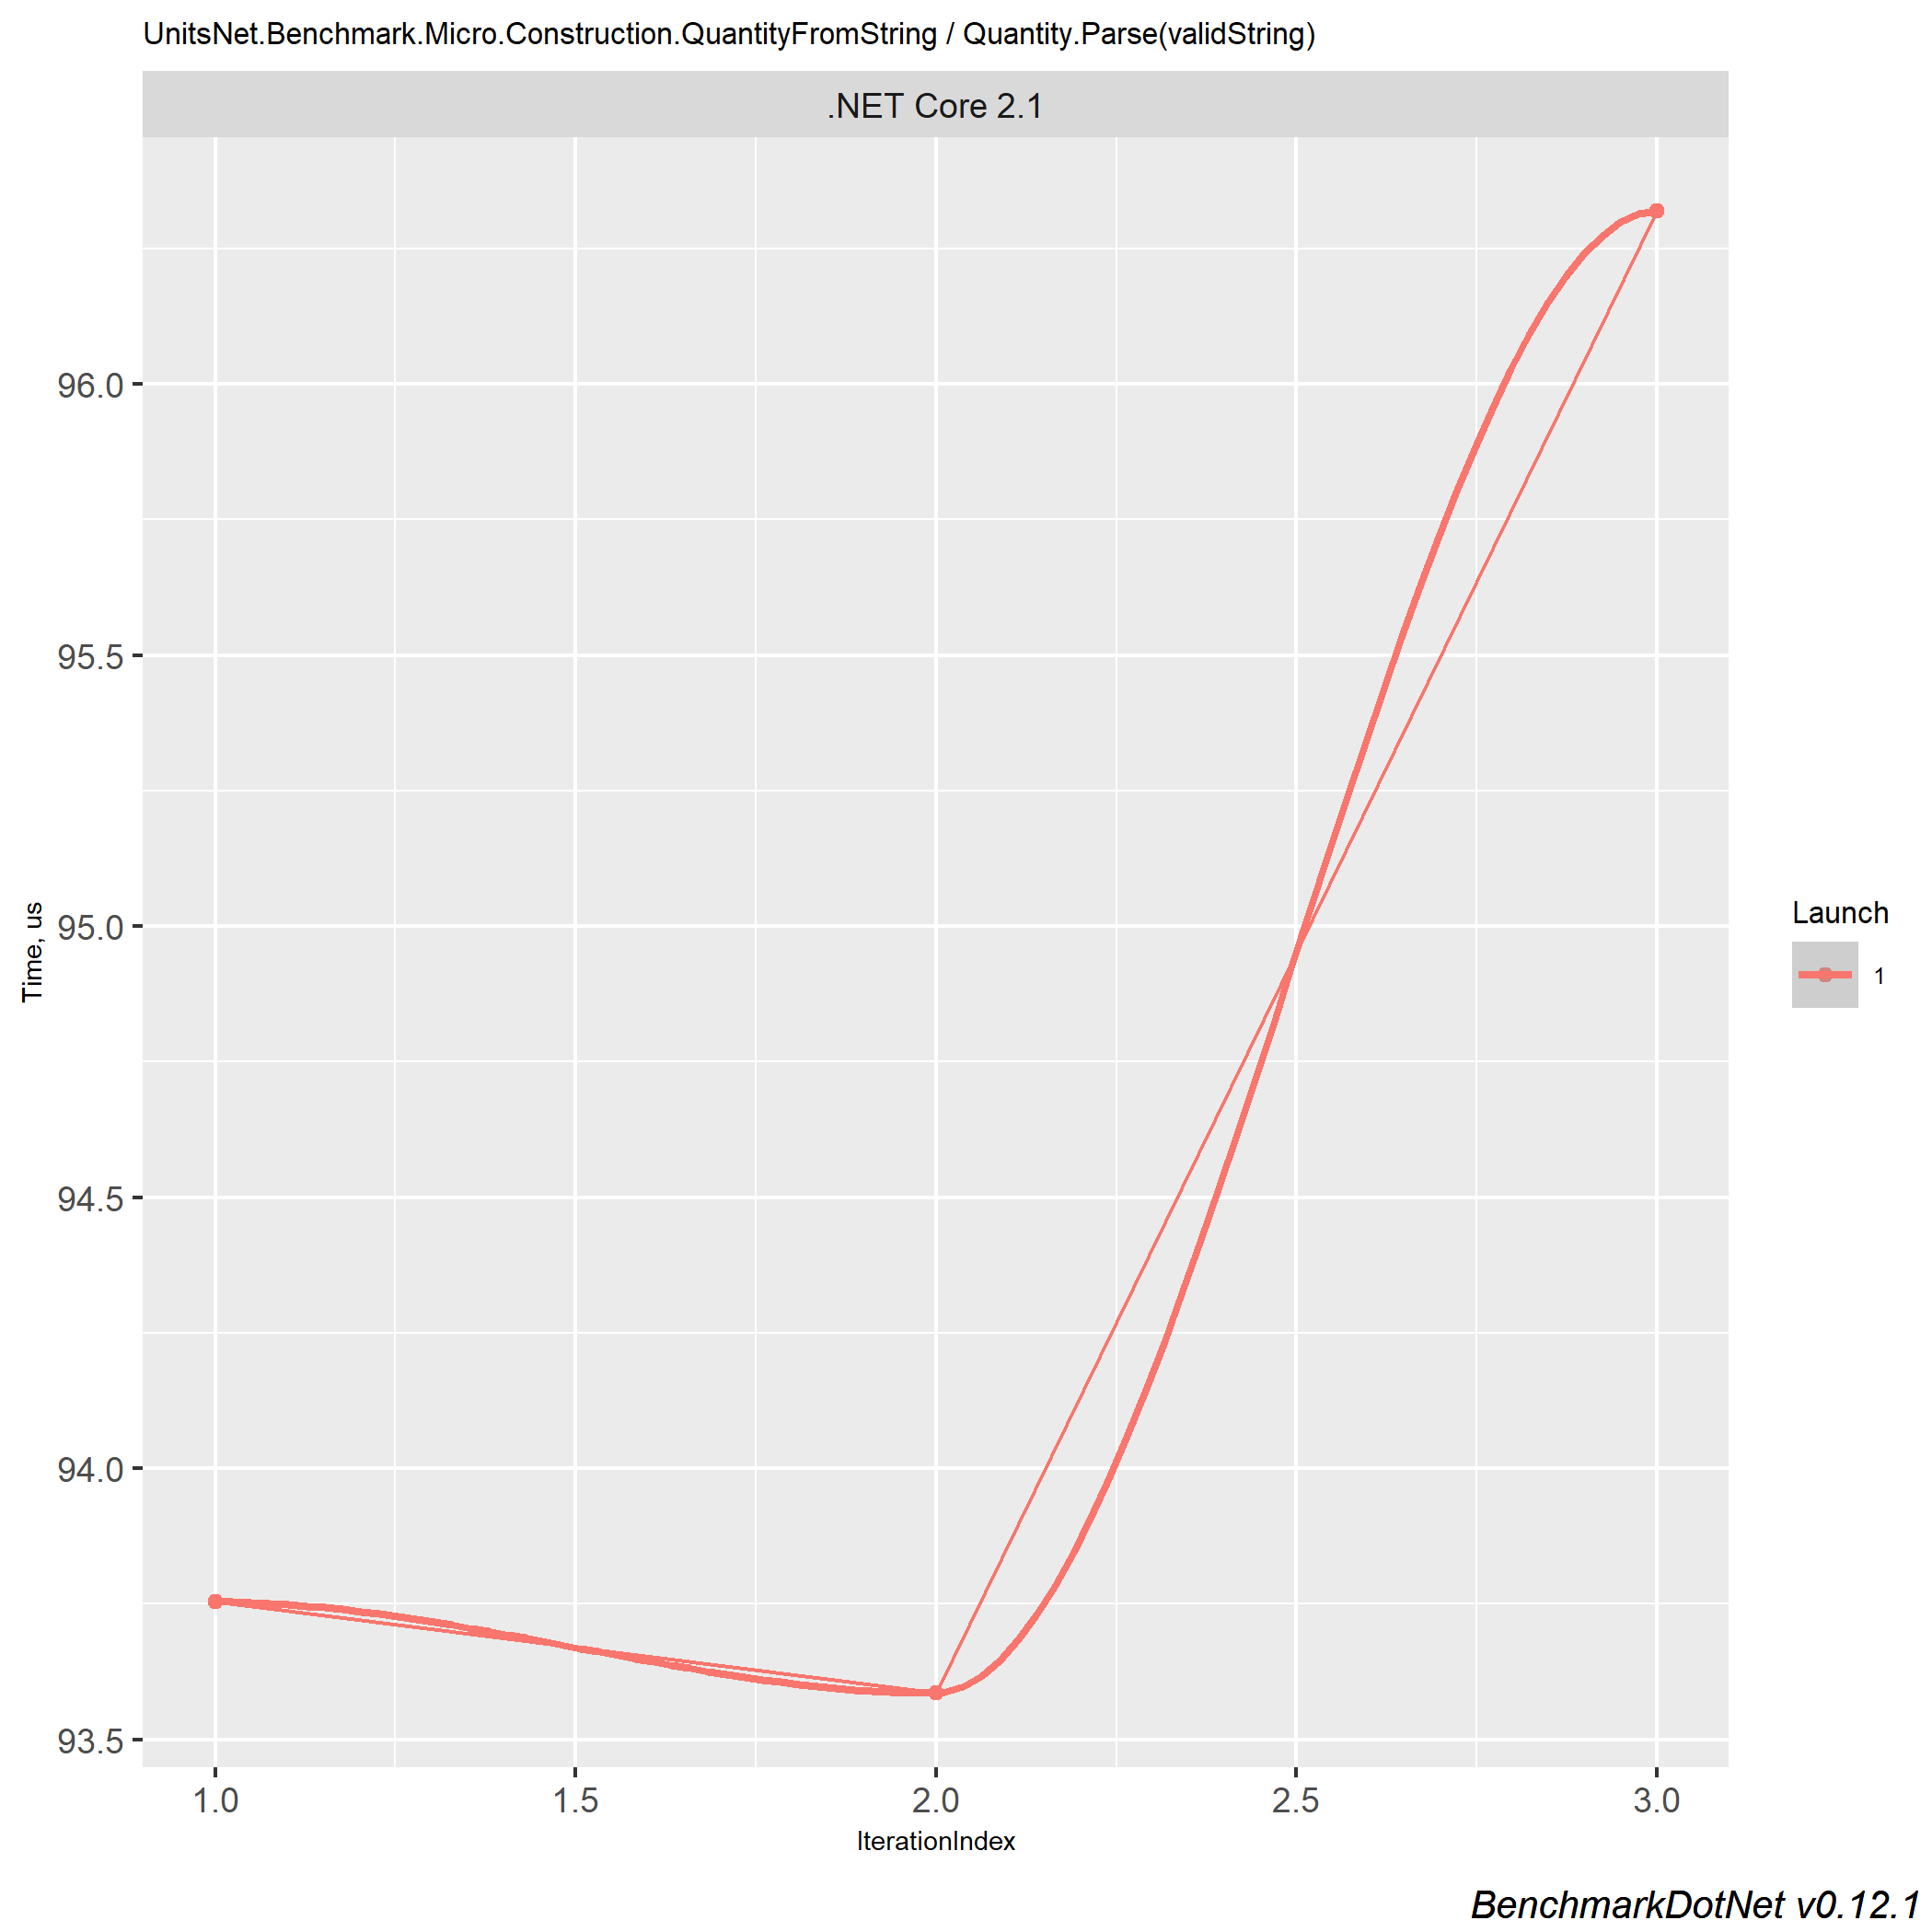 UnitsNet.Benchmark.Micro.Construction.QuantityFromString / Quantity.Parse(validString)
.NET Core 2.1
96.0
95.5
95.0
94.5
94.0
93.5
Time, us
1.0 1.5 2.0 2.5 3.0
IterationIndex
Launch
1
BenchmarkDotNet v0.12.1